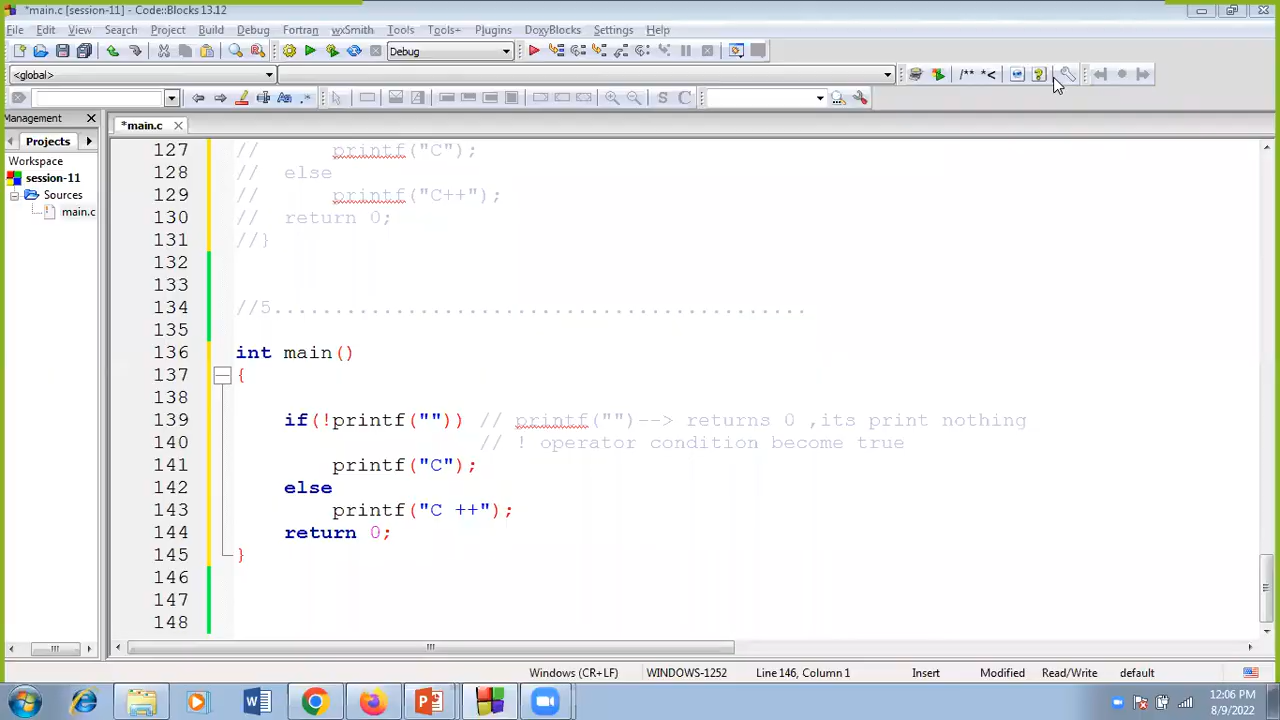 *main.c [session-11] - Code::Blocks 13.12
File Edit View Search Project Build Debug Fortran wxSmith Tools Tools+ Plugins DoxyBlocks Settings Help
Debug
<global>
/** *<
S C
Management
*main.c
Projects
Workspace
session-11
Sources
main.c
127 // printf("C");
128 // else
129 // printf("C++");
130 // return 0;
131 //}
132
133
134 //5............................................
135
136 int main()
137 {
138
139 if(!printf("")) // printf("")--> returns 0 ,its print nothing
140 // ! operator condition become true
141 printf("C");
142 else
143 printf("C ++");
144 return 0;
145 }
146
147
148
Windows (CR+LF) WINDOWS-1252 Line 146, Column 1 Insert Modified Read/Write default
12:06 PM
8/9/2022